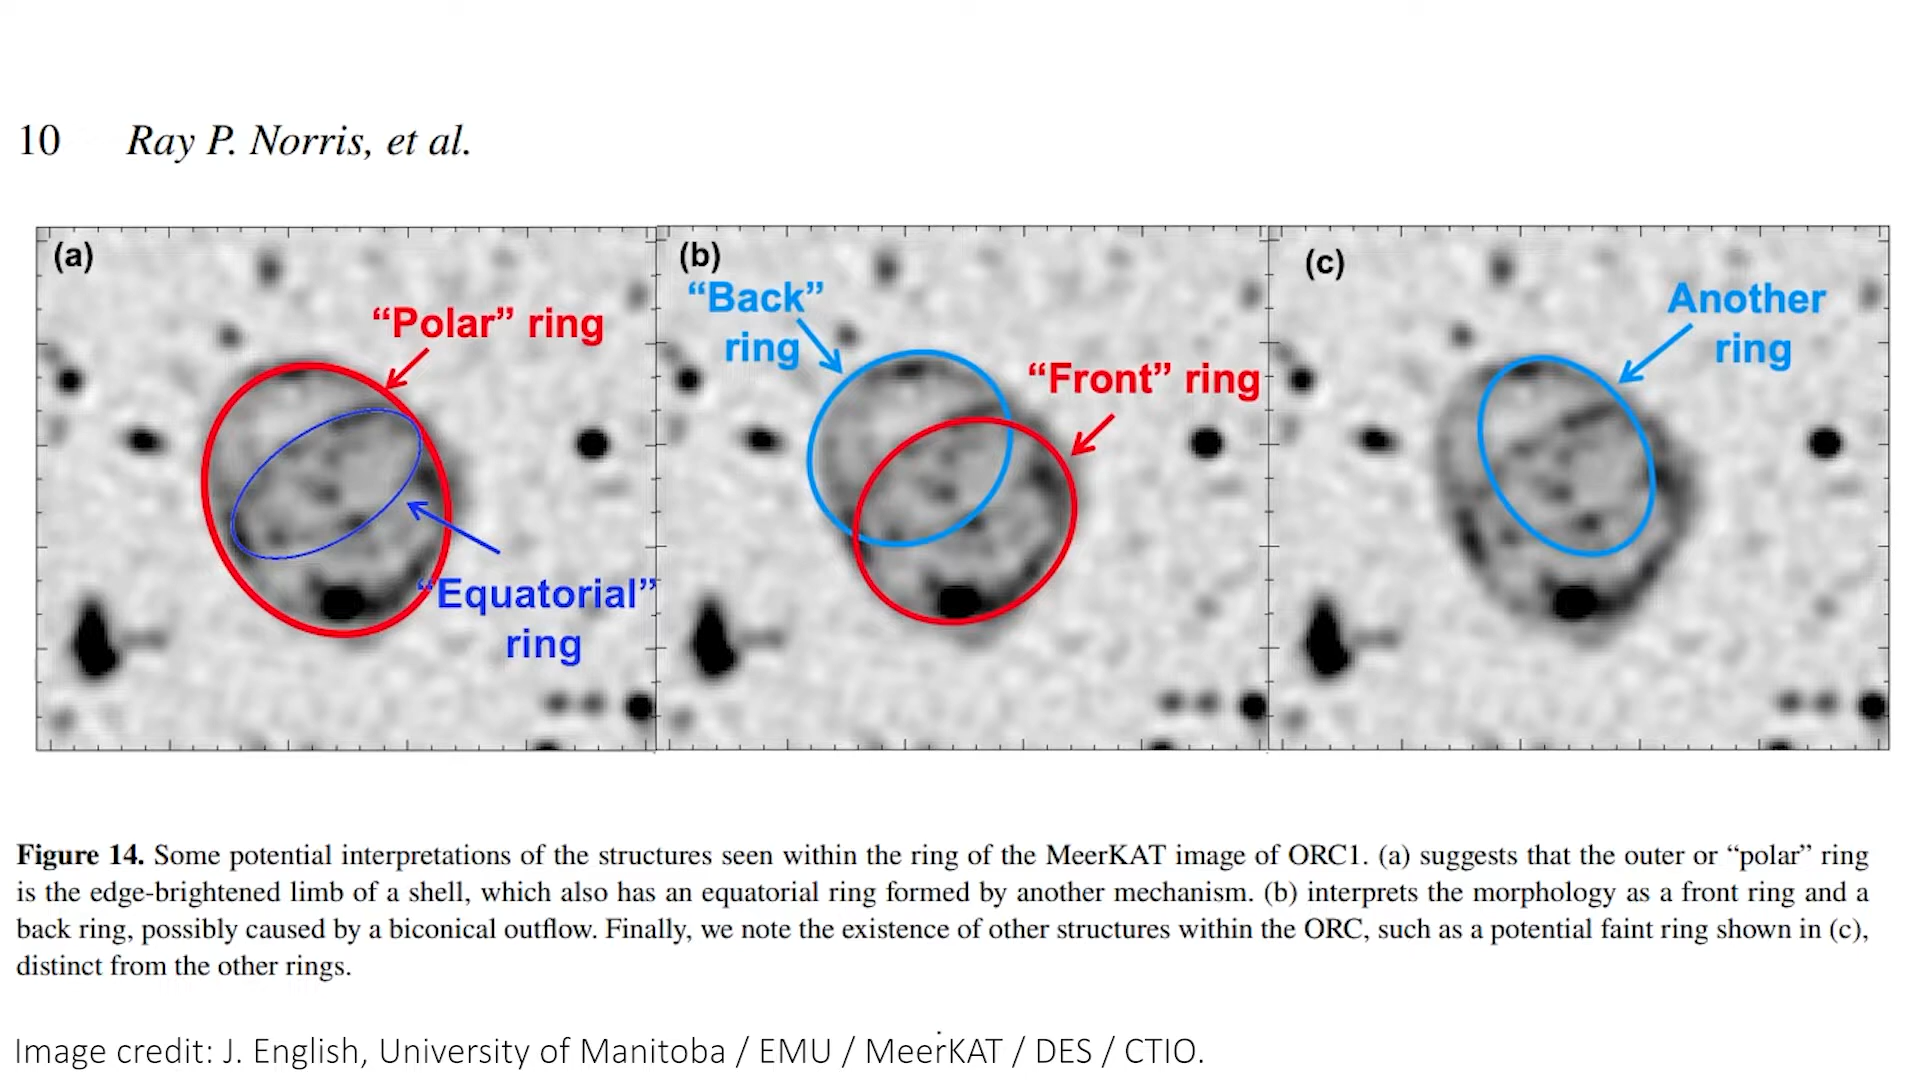 10 Ray P. Norris, et al.
(a)
“Polar” ring
“Equatorial”
ring
(b)
“Back”
ring
“Front” ring
(c)
Another
ring
Figure 14. Some potential interpretations of the structures seen within the ring of the MeerKAT image of ORC1. (a) suggests that the outer or “polar” ring
is the edge-brightened limb of a shell, which also has an equatorial ring formed by another mechanism. (b) interprets the morphology as a front ring and a
back ring, possibly caused by a biconical outflow. Finally, we note the existence of other structures within the ORC, such as a potential faint ring shown in (c),
distinct from the other rings.
Image credit: J. English, University of Manitoba / EMU / MeerKAT / DES / CTIO.